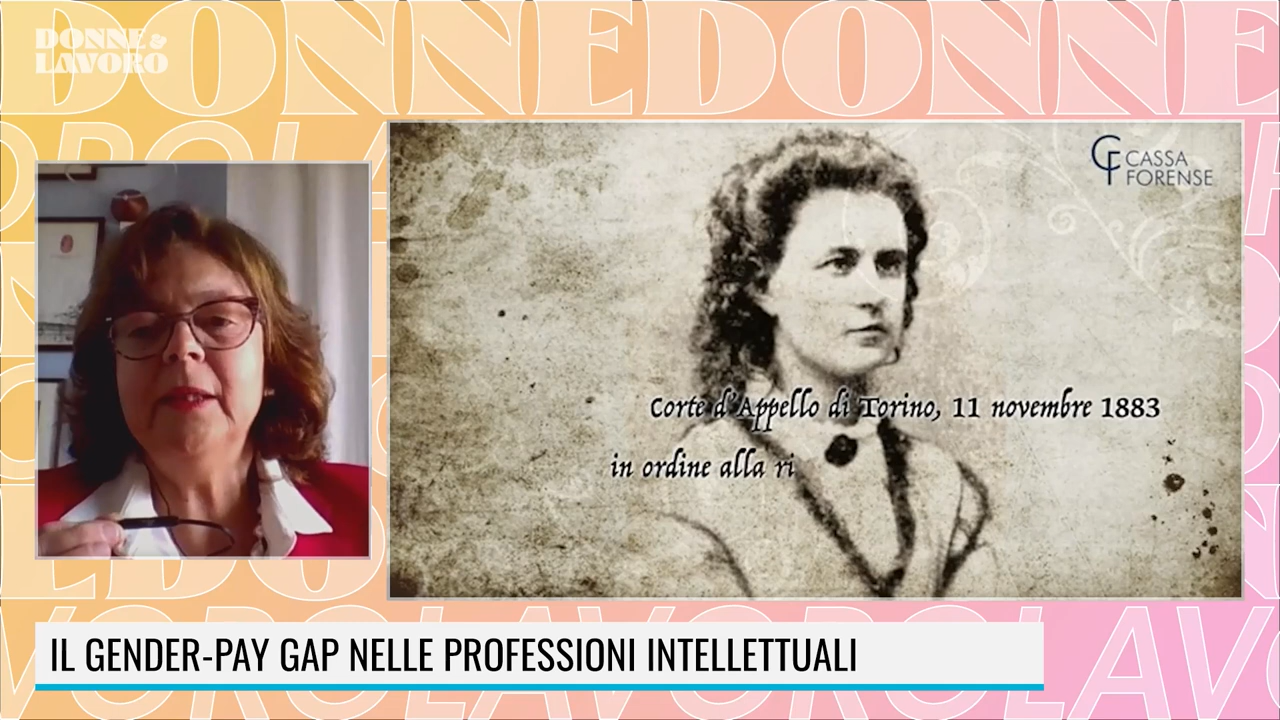 DONNE &
LAVORO
CASSA
FORENSE
Corte d'Appello di Torino, 11 novembre 1883
in ordine alla ri
IL GENDER-PAY GAP NELLE PROFESSIONI INTELLETTUALI